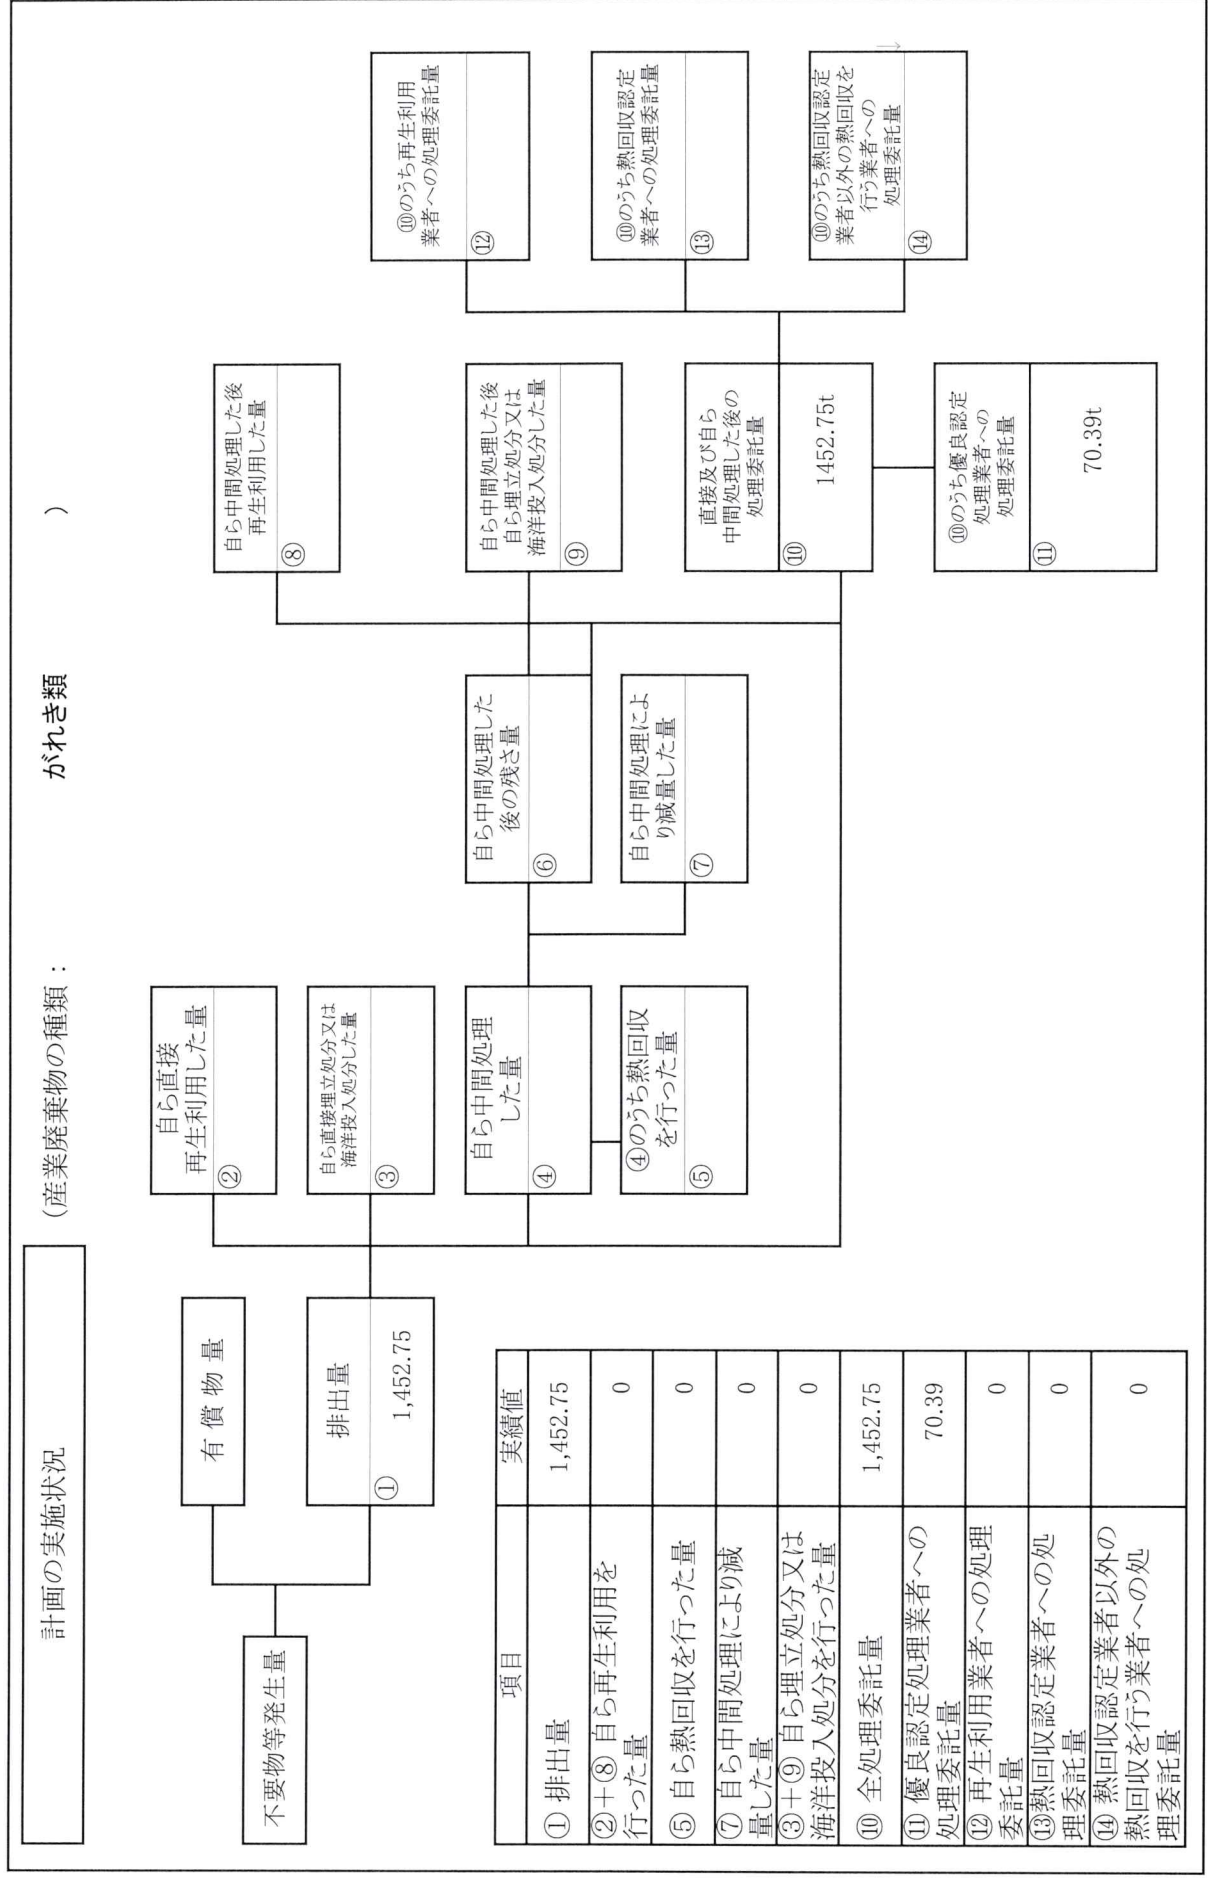 計画の実施状況
(産業廃棄物の種類：
がれき類
)
不要物等発生量
有 償 物 量
排出量
①
1,452.75
自ら直接
再生利用した量
②
自ら直接埋立処分又は
海洋投入処分した量
③
自ら中間処理
した量
④
④のうち熱回収
を行った量
⑤
自ら中間処理した
後の残さ量
⑥
自ら中間処理によ
り減量した量
⑦
自ら中間処理した後
再生利用した量
⑧
自ら中間処理した後
自ら埋立処分又は
海洋投入処分した量
⑨
直接及び自ら
中間処理した後の
処理委託量
⑩
1452.75t
⑩のうち優良認定
処理業者への
処理委託量
⑪
70.39t
⑩のうち再生利用
業者への処理委託量
⑫
⑩のうち熱回収認定
業者への処理委託量
⑬
⑩のうち熱回収認定
業者以外の熱回収を
行う業者への
処理委託量
⑭
項目
実績値
① 排出量
1,452.75
②＋⑧ 自ら再生利用を
行った量
0
⑤ 自ら熱回収を行った量
0
⑦ 自ら中間処理により減
量した量
0
③＋⑨ 自ら埋立処分又は
海洋投入処分を行った量
0
⑩ 全処理委託量
1,452.75
⑪ 優良認定処理業者への
処理委託量
70.39
⑫ 再生利用業者への処理
委託量
0
⑬熱回収認定業者への処
理委託量
0
⑭ 熱回収認定業者以外の
熱回収を行う業者への処
理委託量
0